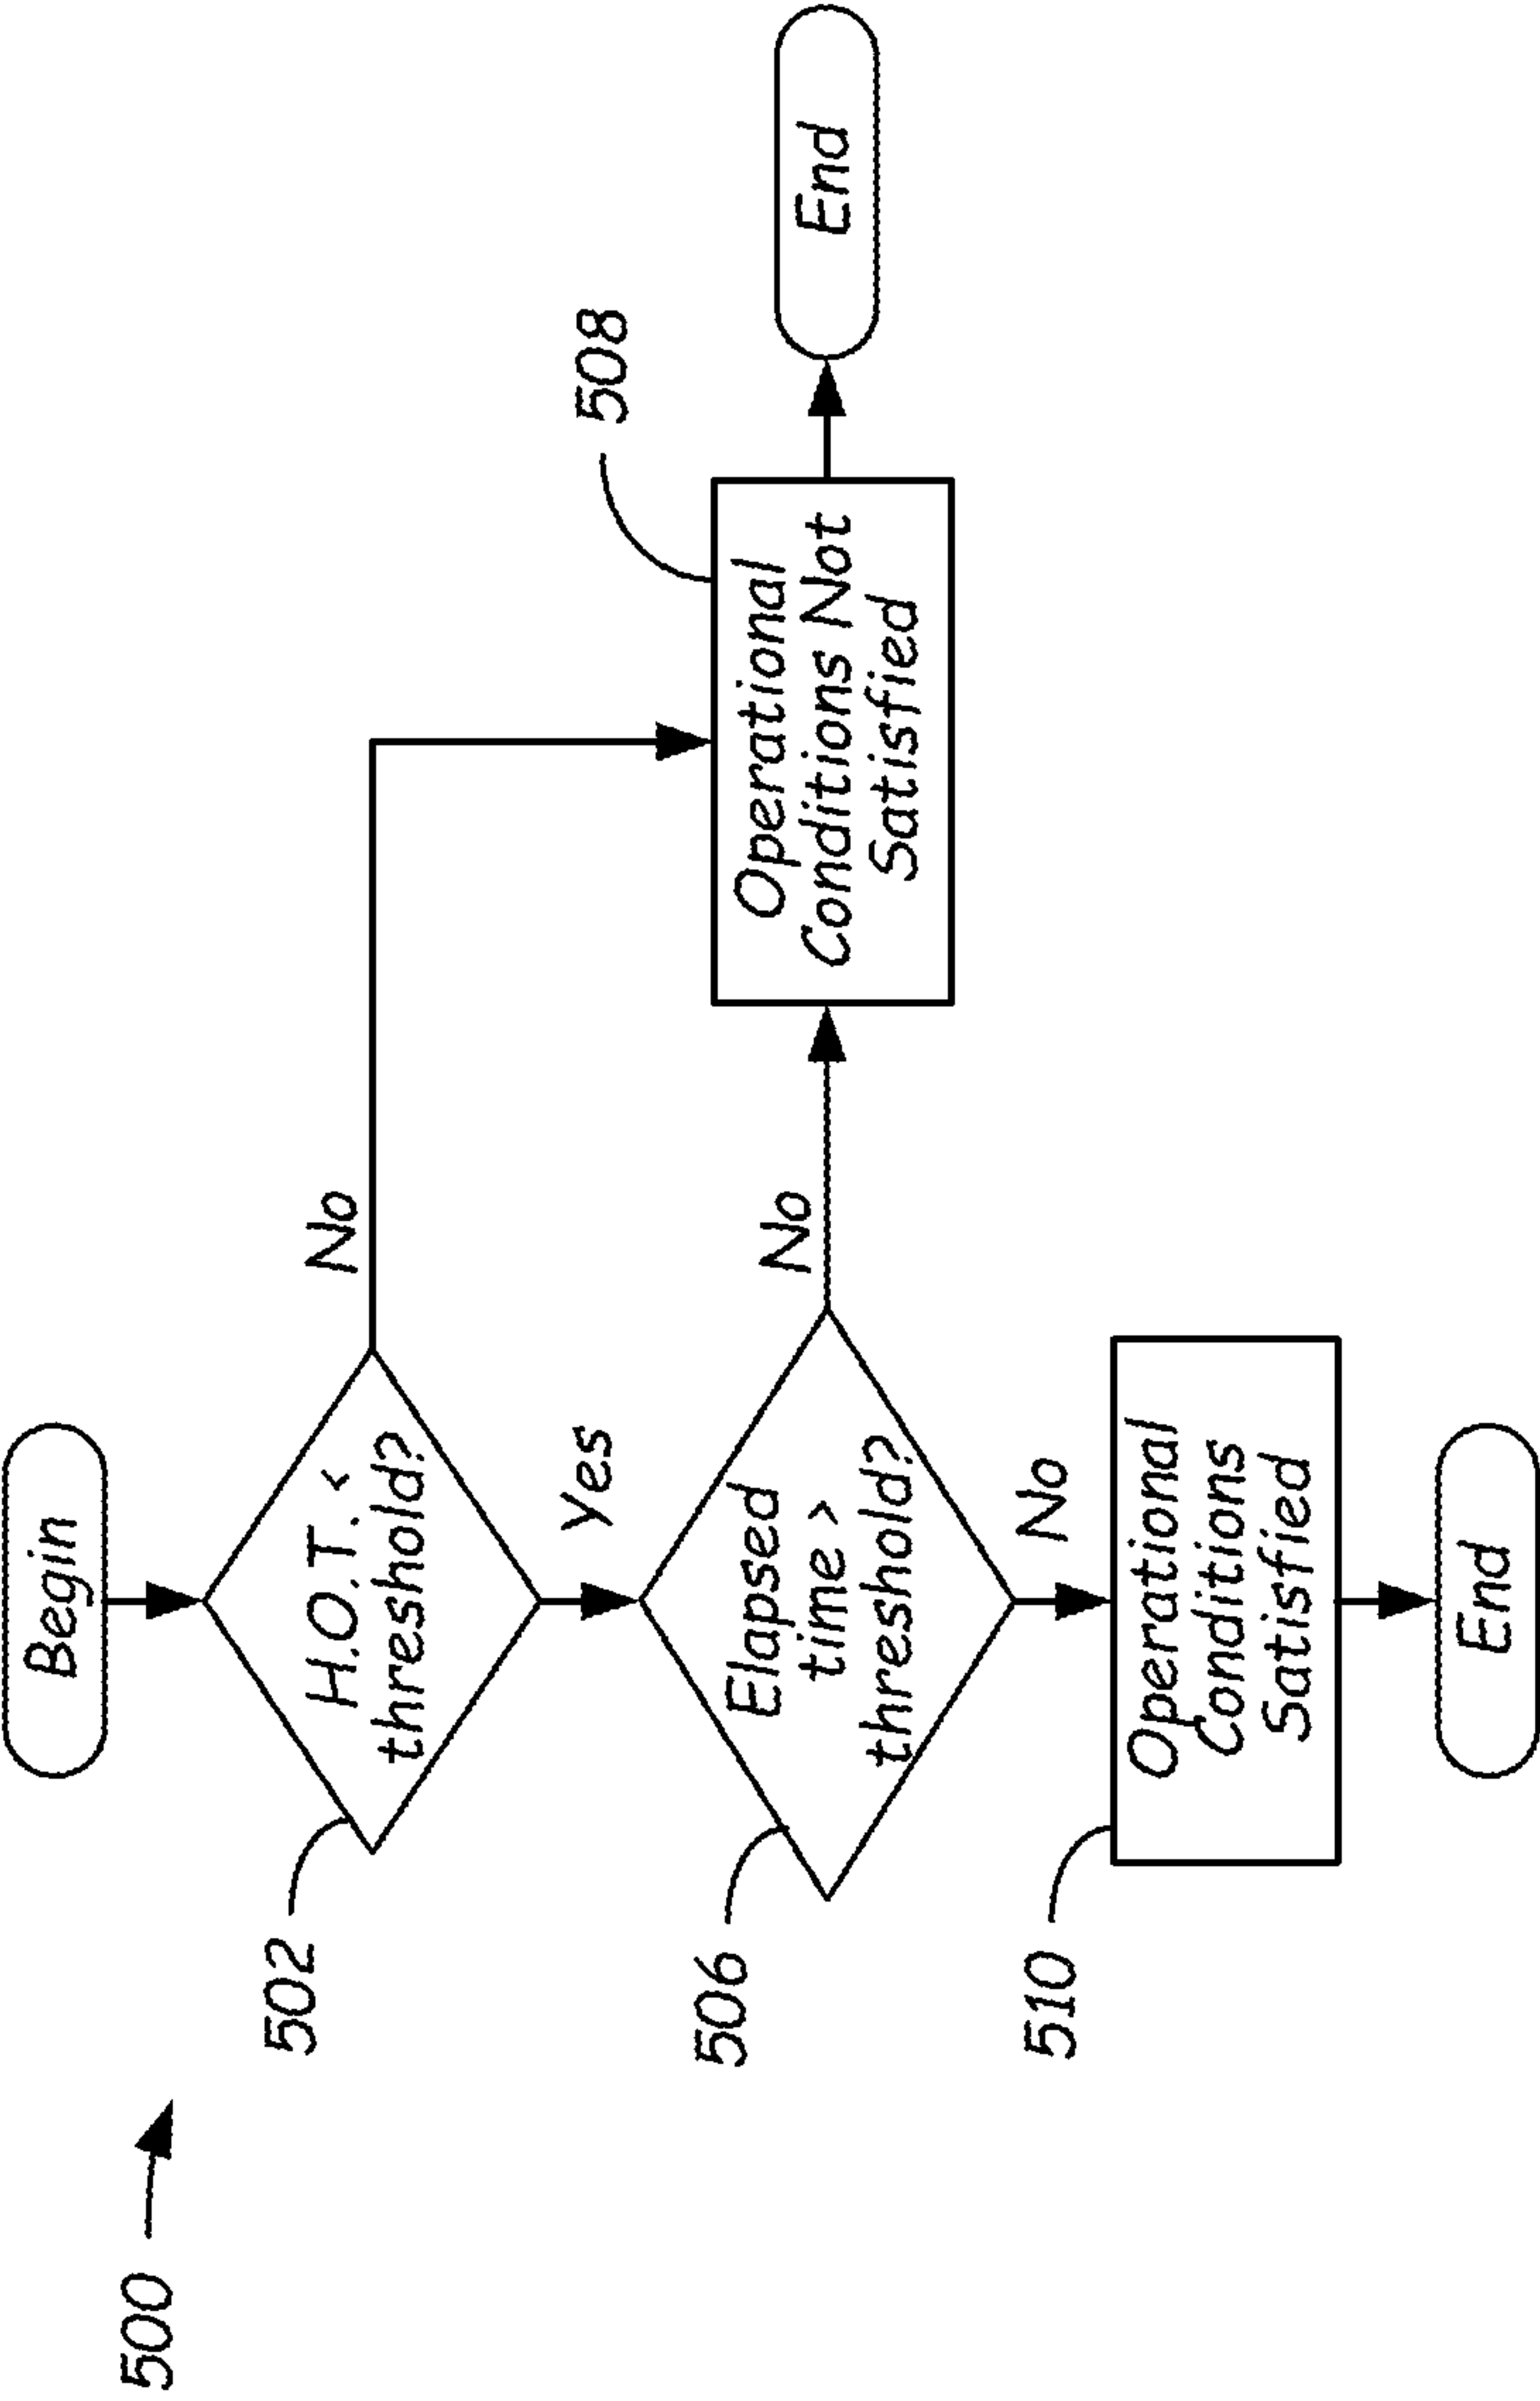 500
Begin
502
H.O.T. <
threshold?
No
Yes
506
Elapsed
time >
threshold?
No
508
Operational
Conditions Not
Satisfied
End
No
510
Operational
Conditions
Satisfied
End